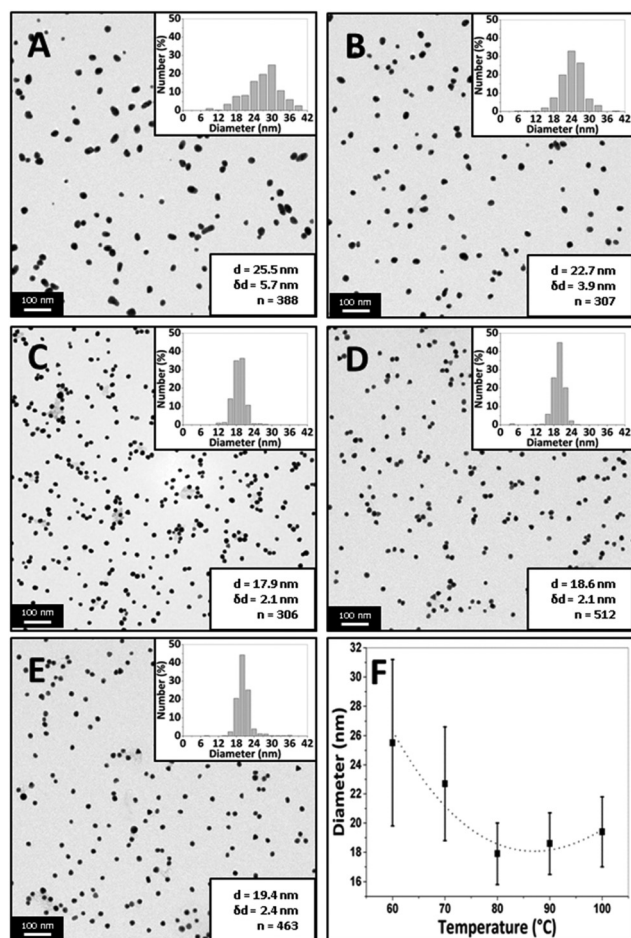 A
50
40
30
20
10
0
Number (%)
0 6 12 18 24 30 36 42
Diameter (nm)
d = 25.5 nm
δd = 5.7 nm
n = 388
100 nm
B
50
40
30
20
10
0
Number (%)
0 6 12 18 24 30 36 42
Diameter (nm)
d = 22.7 nm
δd = 3.9 nm
n = 307
100 nm
C
50
40
30
20
10
0
Number (%)
0 6 12 18 24 30 36 42
Diameter (nm)
d = 17.9 nm
δd = 2.1 nm
n = 306
100 nm
D
50
40
30
20
10
0
Number (%)
0 6 12 18 24 30 36 42
Diameter (nm)
d = 18.6 nm
δd = 2.1 nm
n = 512
100 nm
E
50
40
30
20
10
0
Number (%)
0 6 12 18 24 30 36 42
Diameter (nm)
d = 19.4 nm
δd = 2.4 nm
n = 463
100 nm
F
32
30
28
26
24
22
20
18
16
Diameter (nm)
60 70 80 90 100
Temperature (°C)